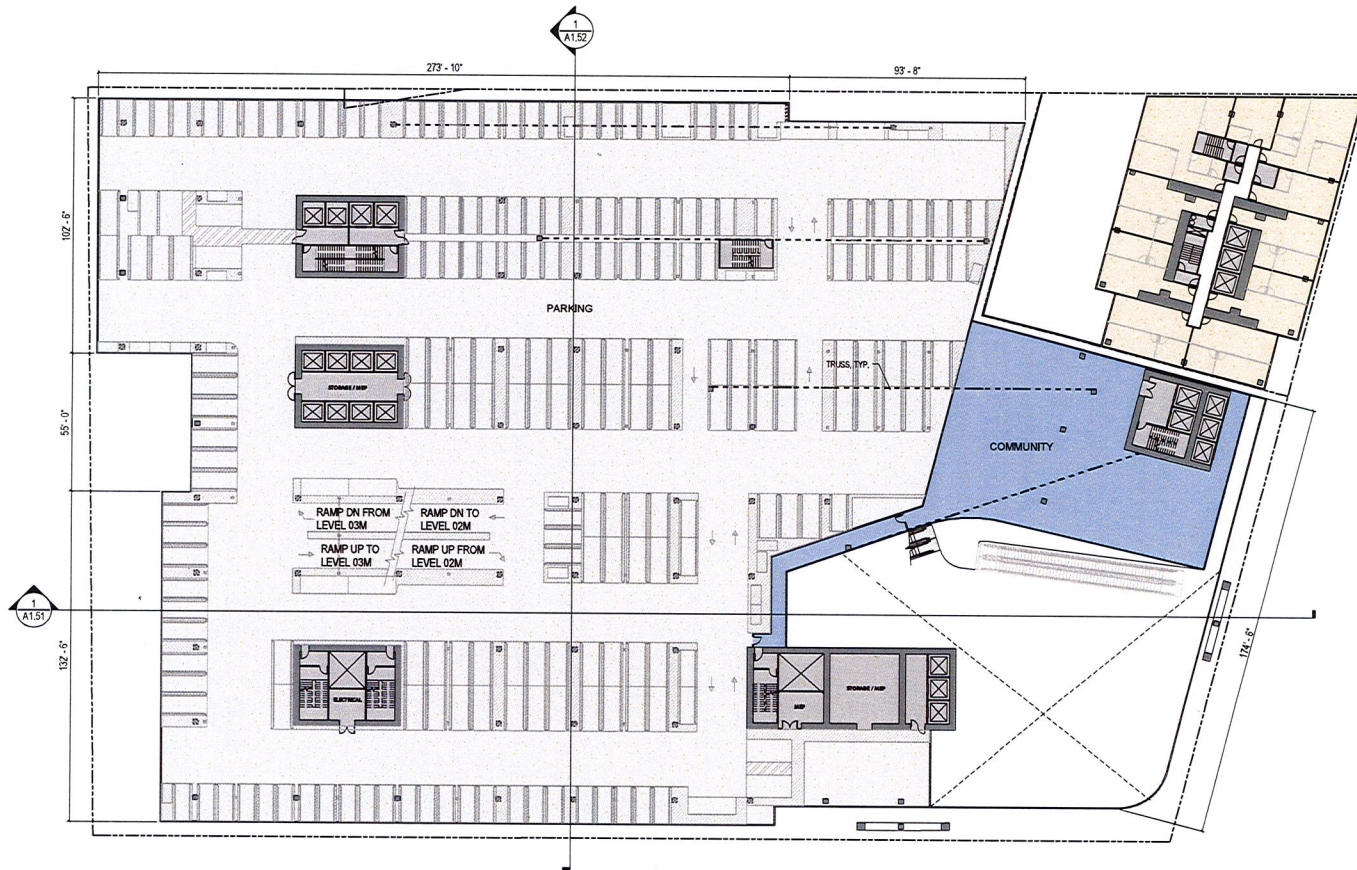 1
A1.52
273' - 10"
93' - 8"
102' - 6"
PARKING
TRUSS, TYP.
STORAGE / MEP
55' - 0"
COMMUNITY
RAMP DN FROM
LEVEL 03M
RAMP DN TO
LEVEL 02M
RAMP UP TO
LEVEL 03M
RAMP UP FROM
LEVEL 02M
1
A1.51
132' - 6"
174' - 6"
ELECTRICAL
MEP
STORAGE / MEP